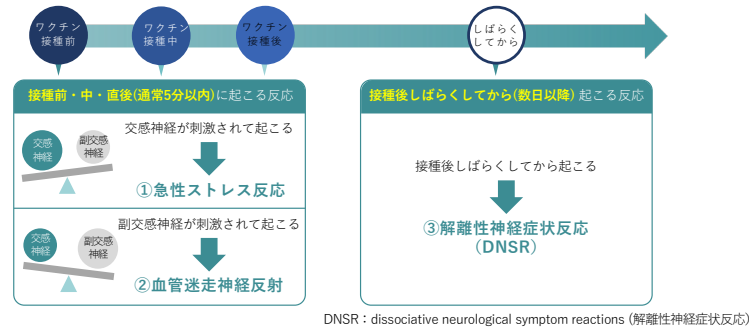 ワクチン
接種前
ワクチン
接種中
ワクチン
接種後
しばらく
してから
接種前・中・直後(通常5分以内)に起こる反応
交感
神経
副交感
神経
交感神経が刺激されて起こる
①急性ストレス反応
交感
神経
副交感
神経
副交感神経が刺激されて起こる
②血管迷走神経反射
接種後しばらくしてから(数日以降) 起こる反応
接種後しばらくしてから起こる
③解離性神経症状反応
(DNSR)
DNSR：dissociative neurological symptom reactions (解離性神経症状反応)